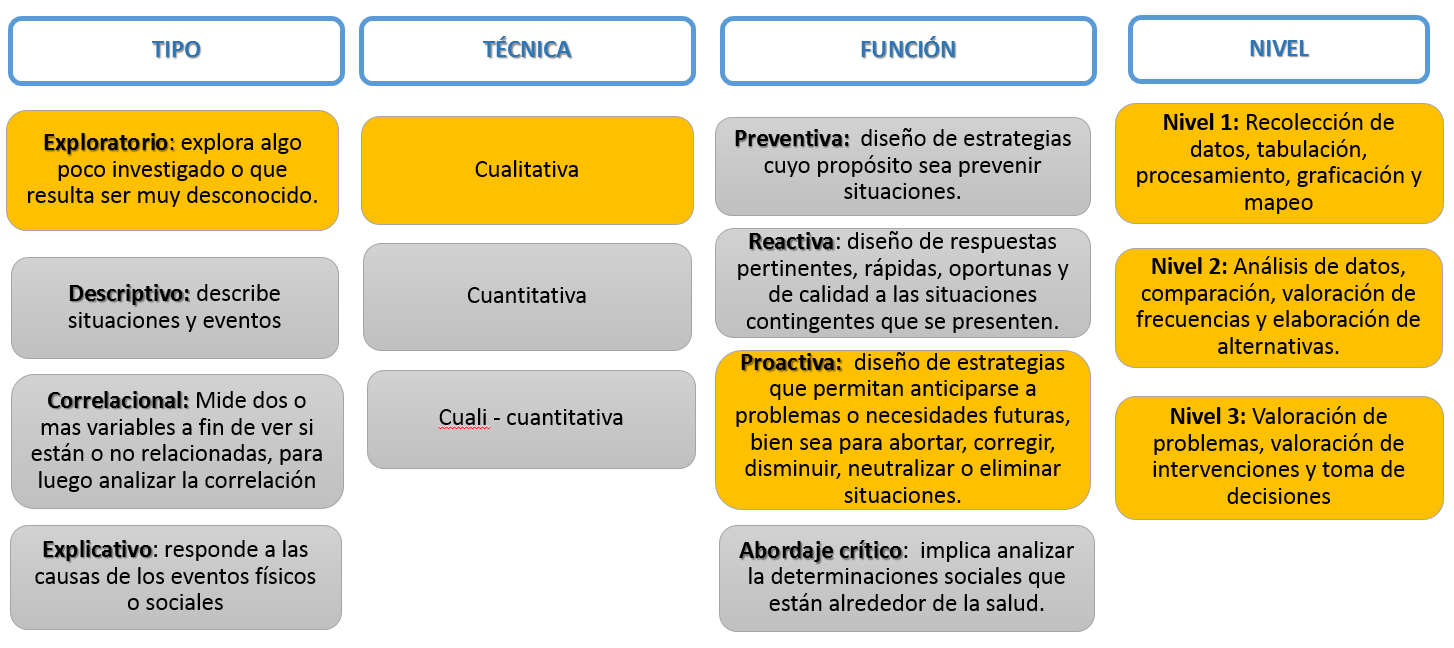 TIPO
Exploratorio: explora algo
poco investigado o que
resulta ser muy desconocido.
Descriptivo: describe
situaciones y eventos
Correlacional: Mide dos o
mas variables a fin de ver si
están o no relacionadas, para
luego analizar la correlación
Explicativo: responde a las
causas de los eventos físicos
o sociales
TÉCNICA
Cualitativa
Cuantitativa
Cuali - cuantitativa
FUNCIÓN
Preventiva: diseño de estrategias
cuyo propósito sea prevenir
situaciones.
Reactiva: diseño de respuestas
pertinentes, rápidas, oportunas y
de calidad a las situaciones
contingentes que se presenten.
Proactiva: diseño de estrategias
que permitan anticiparse a
problemas o necesidades futuras,
bien sea para abortar, corregir,
disminuir, neutralizar o eliminar
situaciones.
Abordaje crítico: implica analizar
la determinaciones sociales que
están alrededor de la salud.
NIVEL
Nivel 1: Recolección de
datos, tabulación,
procesamiento, graficación y
mapeo
Nivel 2: Análisis de datos,
comparación, valoración de
frecuencias y elaboración de
alternativas.
Nivel 3: Valoración de
problemas, valoración de
intervenciones y toma de
decisiones